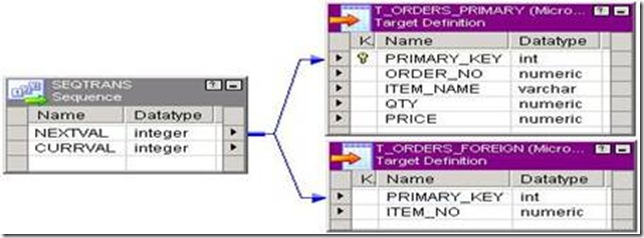 SEQTRANS
Sequence
Name Datatype
NEXTVAL integer
CURRVAL integer
T_ORDERS_PRIMARY (Micro...
Target Definition
K. Name Datatype
PRIMARY_KEY int
ORDER_NO numeric
ITEM_NAME varchar
QTY numeric
PRICE numeric
T_ORDERS_FOREIGN (Micro...
Target Definition
K. Name Datatype
PRIMARY_KEY int
ITEM_NO numeric